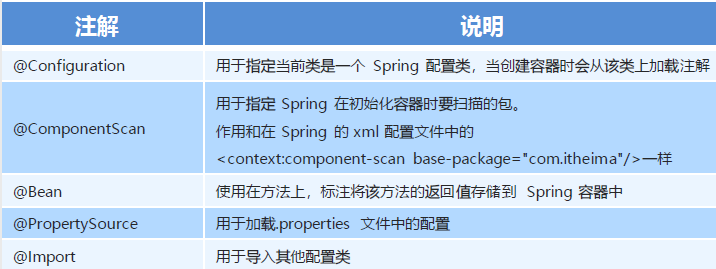 注解 说明
@Configuration 用于指定当前类是一个 Spring 配置类，当创建容器时会从该类上加载注解
@ComponentScan 用于指定 Spring 在初始化容器时要扫描的包。
作用和在 Spring 的 xml 配置文件中的
<context:component-scan base-package="com.itheima"/>一样
@Bean 使用在方法上，标注将该方法的返回值存储到 Spring 容器中
@PropertySource 用于加载.properties 文件中的配置
@Import 用于导入其他配置类